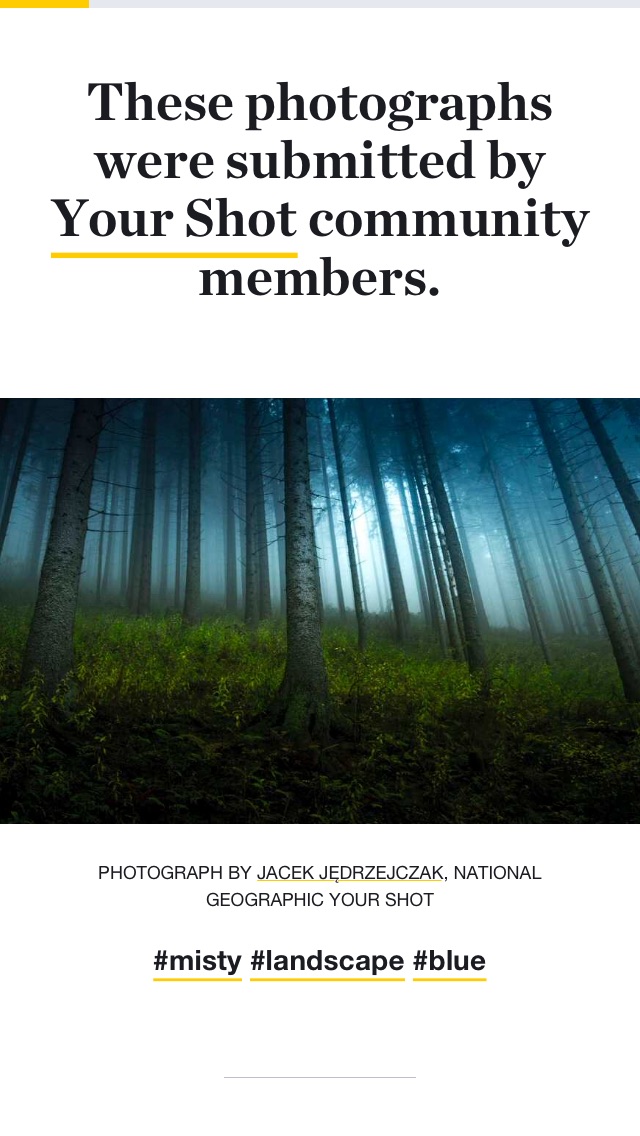 These photographs
were submitted by
Your Shot community
members.
PHOTOGRAPH BY JACEK JĘDRZEJCZAK, NATIONAL
GEOGRAPHIC YOUR SHOT
#misty #landscape #blue